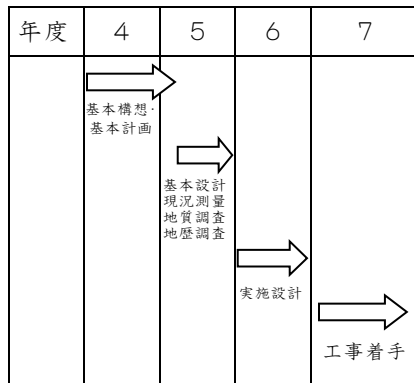 年度 4 5 6 7
基本構想・
基本計画
基本設計
現況測量
地質調査
地歴調査
実施設計
工事着手